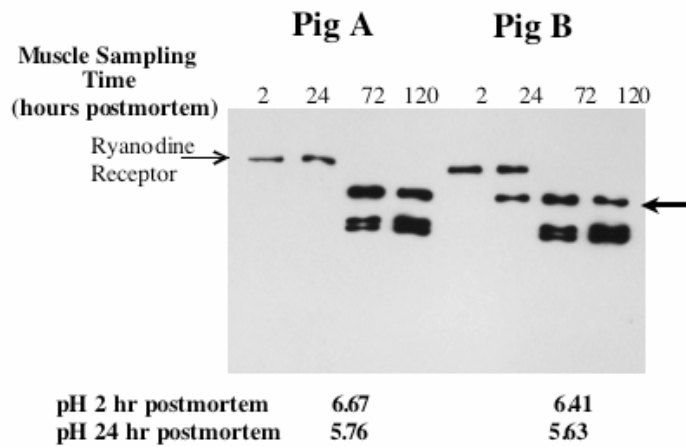 Pig A Pig B
Muscle Sampling
Time
(hours postmortem)
2 24 72 120 2 24 72 120
Ryanodine
Receptor
pH 2 hr postmortem 6.67 6.41
pH 24 hr postmortem 5.76 5.63